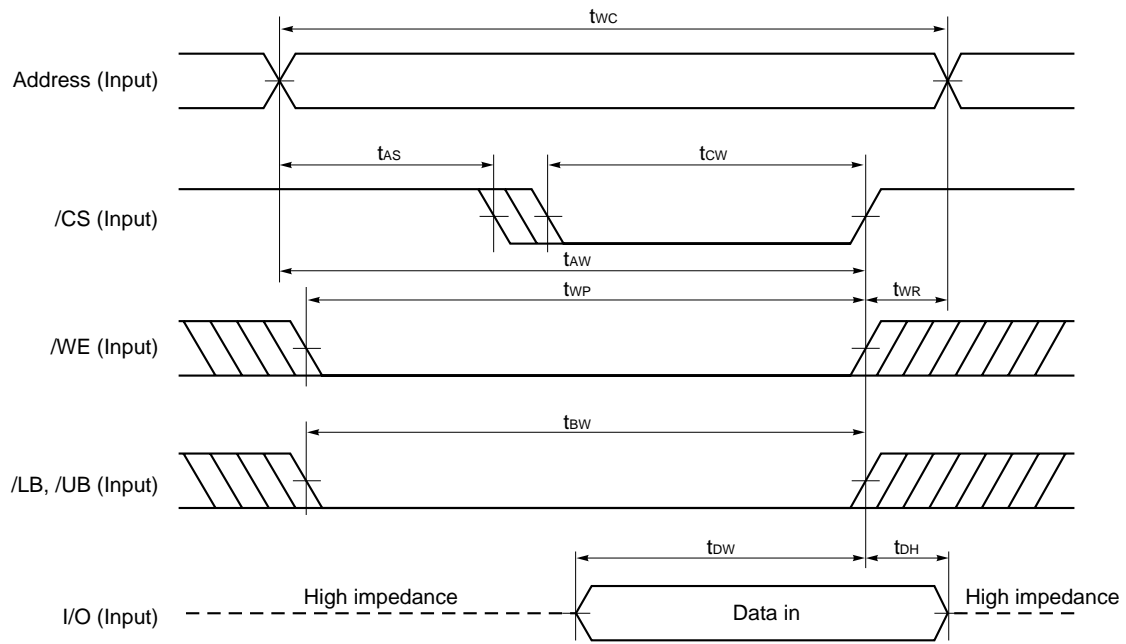 tWC
Address (Input)
tAS
tCW
/CS (Input)
tAW
tWP
tWR
/WE (Input)
tBW
/LB, /UB (Input)
tDW
tDH
High impedance
Data in
High impedance
I/O (Input)